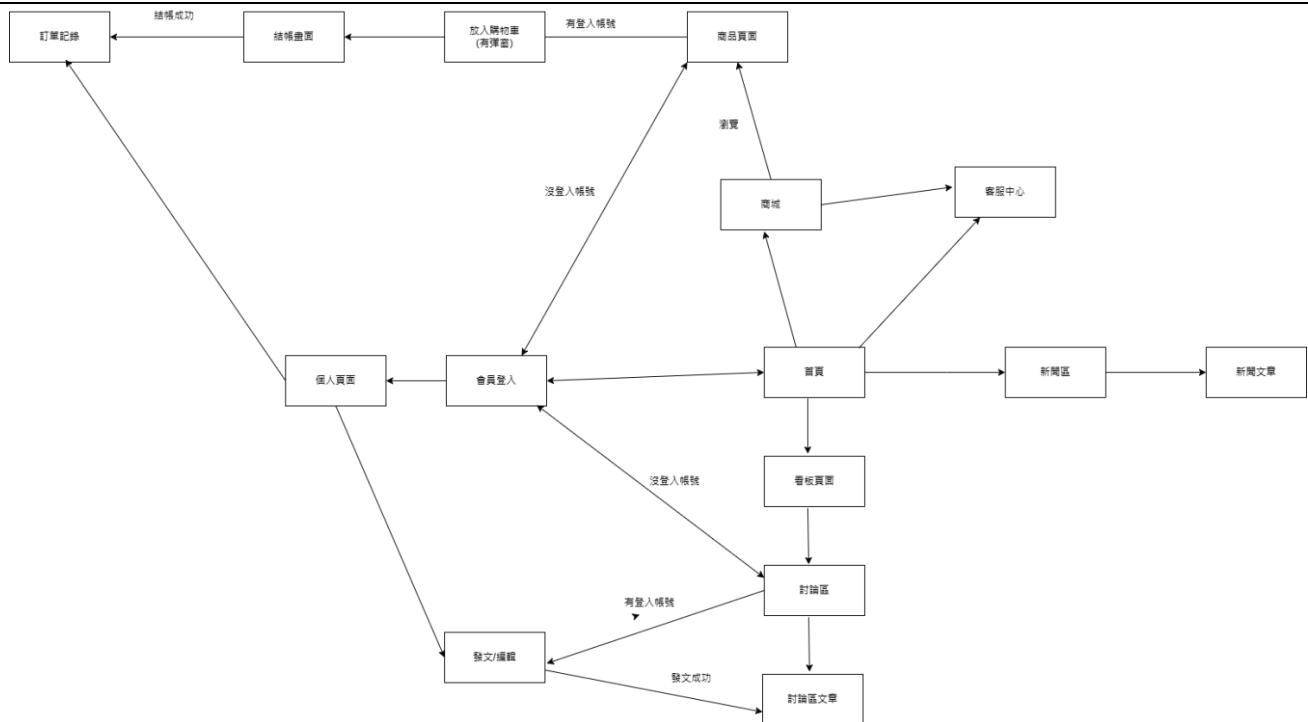 結帳成功
訂單記錄
結帳畫面
放入購物車
(有彈窗)
有登入帳號
商品頁面
瀏覽
沒登入帳號
商城
客服中心
個人頁面
會員登入
首頁
新聞區
新聞文章
看板頁面
沒登入帳號
討論區
有登入帳號
發文/編輯
發文成功
討論區文章